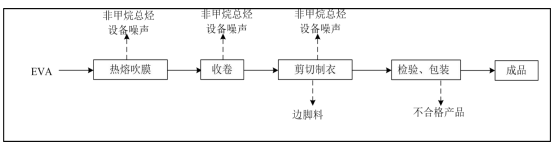 非甲烷总烃 非甲烷总烃 非甲烷总烃
设备噪声 设备噪声 设备噪声
EVA 热熔吹膜 收卷 剪切制衣 检验、包装 成品
边脚料 不合格产品